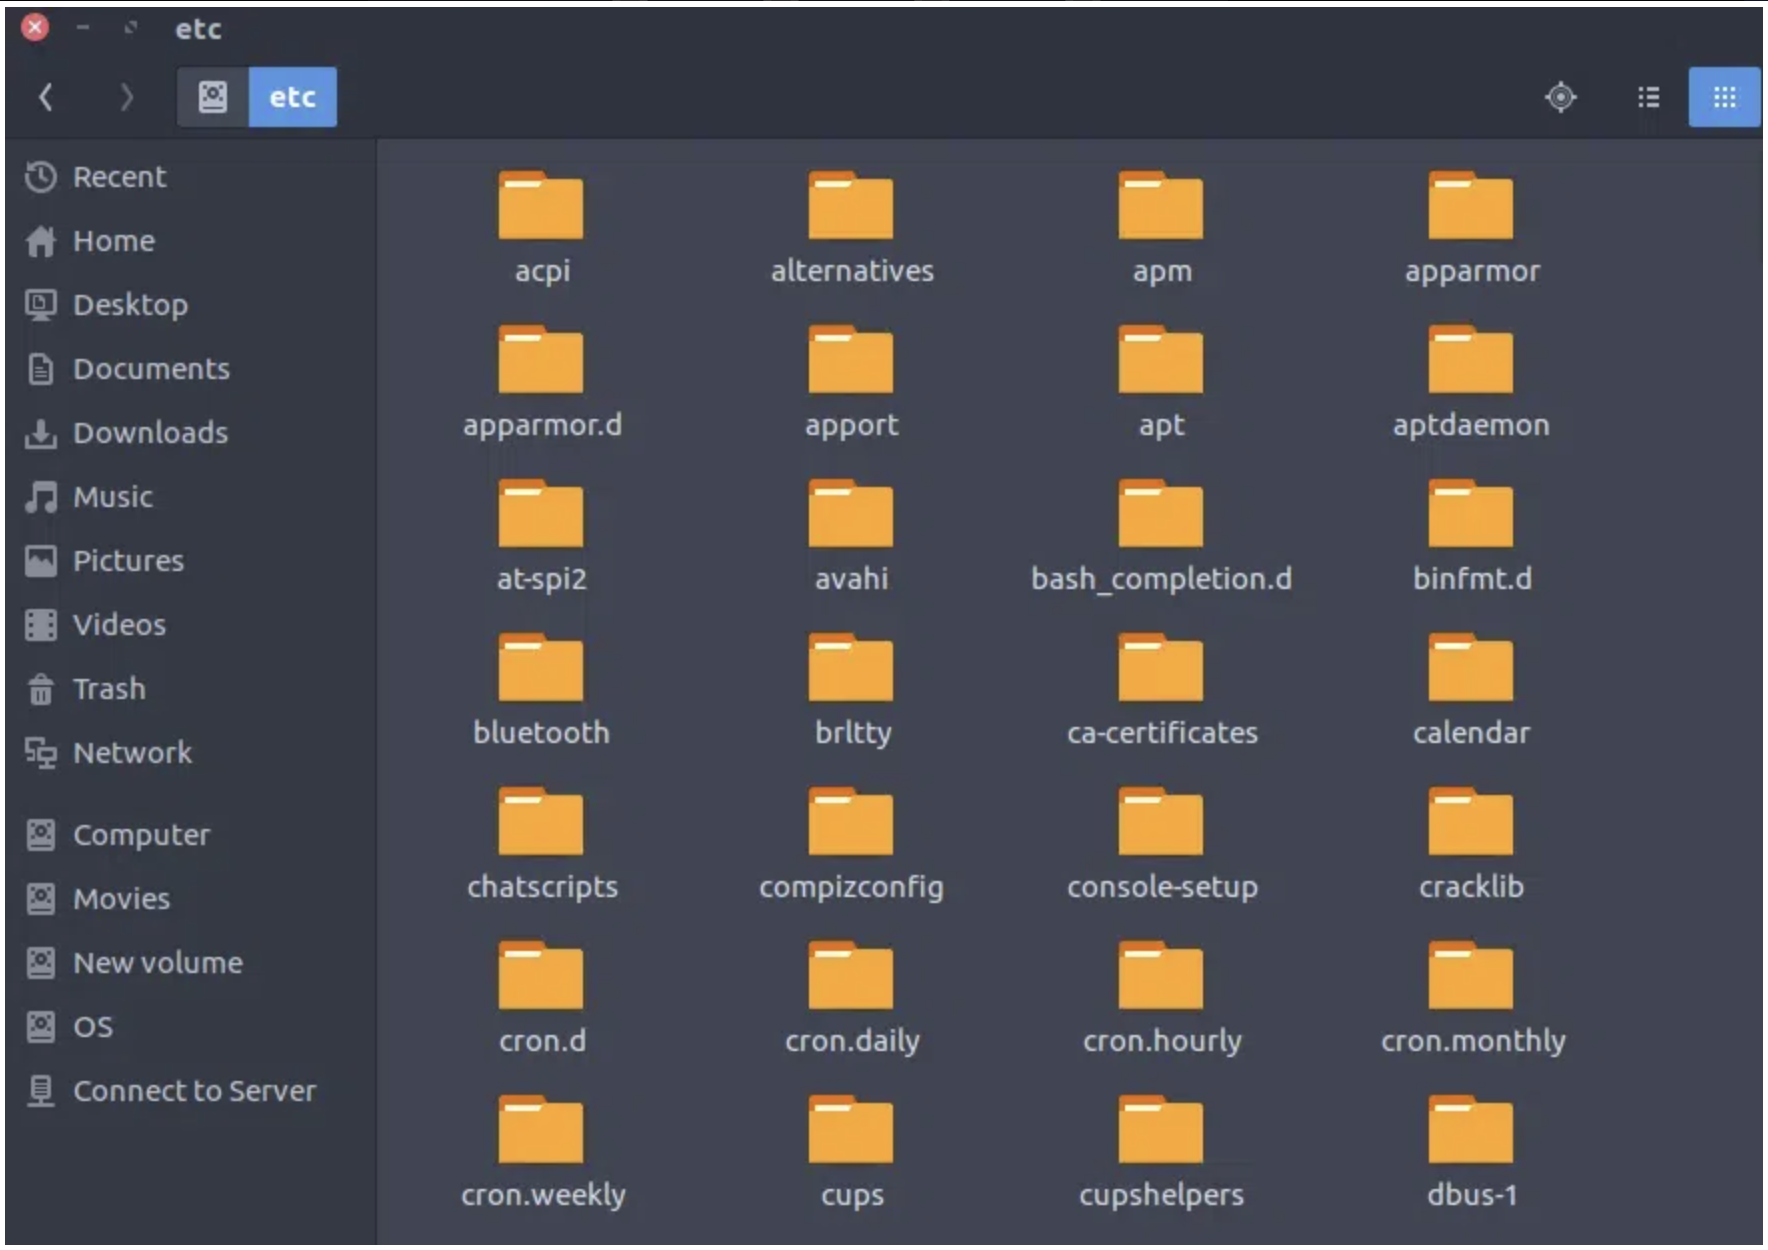 etc
etc
Recent
Home
Desktop
Documents
Downloads
Music
Pictures
Videos
Trash
Network
Computer
Movies
New volume
OS
Connect to Server
acpi alternatives apm apparmor
apparmor.d apport apt aptdaemon
at-spi2 avahi bash_completion.d binfmt.d
bluetooth brltty ca-certificates calendar
chatscripts compizconfig console-setup cracklib
cron.d cron.daily cron.hourly cron.monthly
cron.weekly cups cupshelpers dbus-1